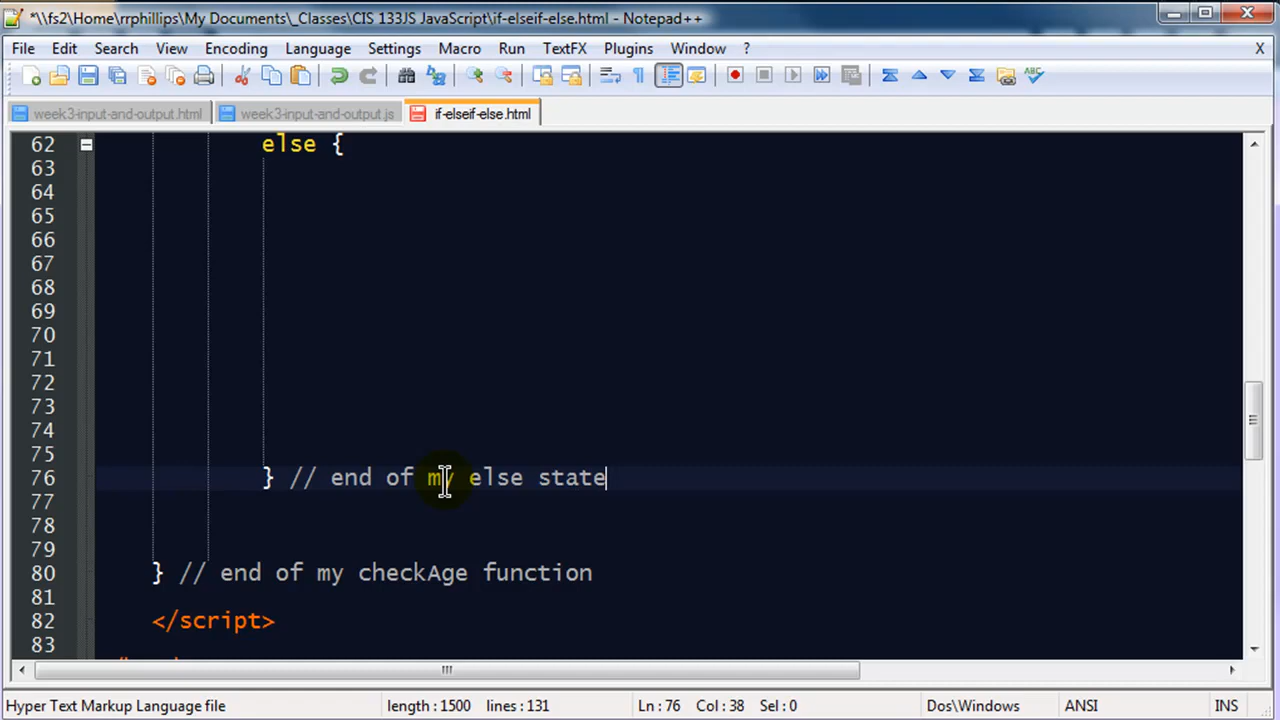 *\\fs2\Home\rrphillips\My Documents\_Classes\CIS 133JS JavaScript\if-elseif-else.html - Notepad++
File Edit Search View Encoding Language Settings Macro Run TextFX Plugins Window ? X
week3-input-and-output.html week3-input-and-output.js if-elseif-else.html
62 else {
63
64
65
66
67
68
69
70
71
72
73
74
75
76 } // end of my else state
77
78
79
80 } // end of my checkAge function
81
82 </script>
83
Hyper Text Markup Language file length : 1500 lines : 131 Ln : 76 Col : 38 Sel : 0 Dos\Windows ANSI INS